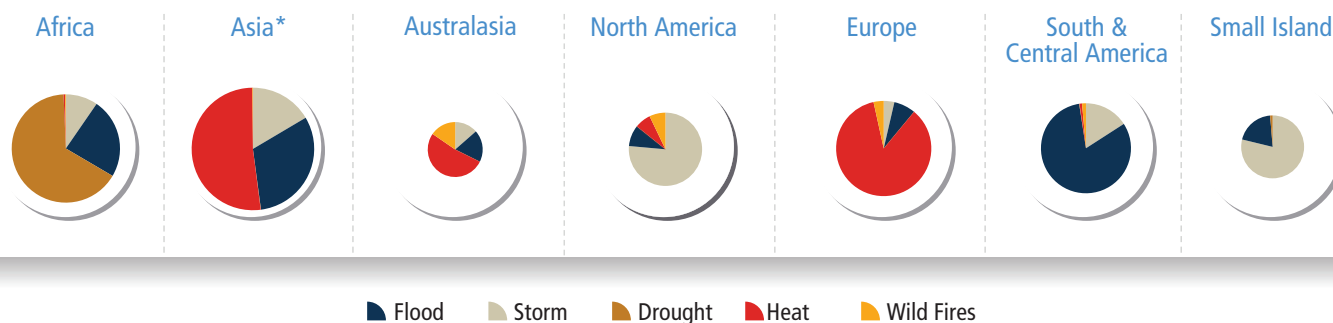 Africa
Asia*
Australasia
North America
Europe
South &
Central America
Small Island
Flood
Storm
Drought
Heat
Wild Fires